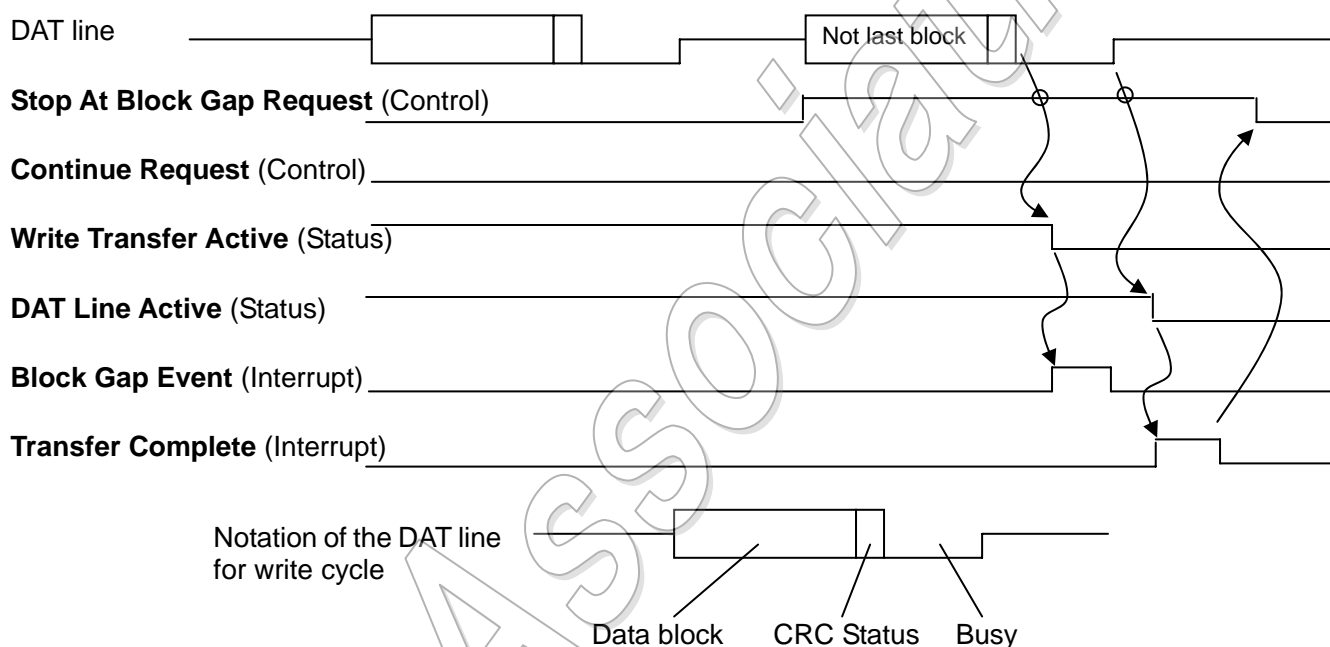 DAT line
Not last block
Stop At Block Gap Request (Control)
Continue Request (Control)
Write Transfer Active (Status)
DAT Line Active (Status)
Block Gap Event (Interrupt)
Transfer Complete (Interrupt)
Notation of the DAT line
for write cycle
Data block CRC Status Busy